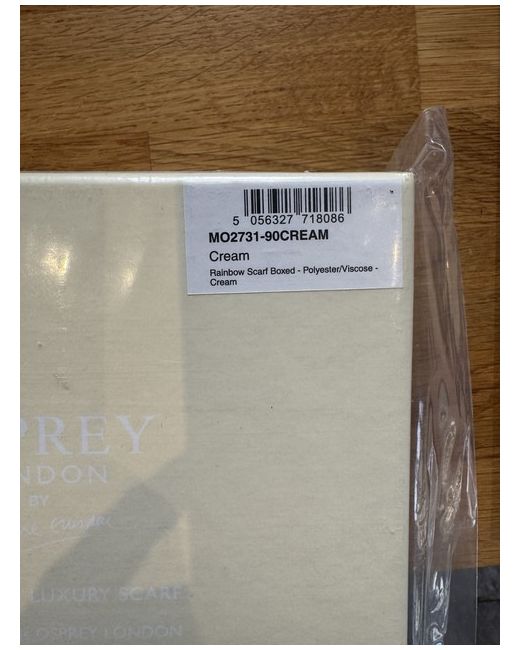 5 056327 718086
MO2731-90CREAM
Cream
Rainbow Scarf Boxed - Polyester/Viscose -
Cream
PREY
NDON
BY
LUXURY SCARF
OSPREY LONDON